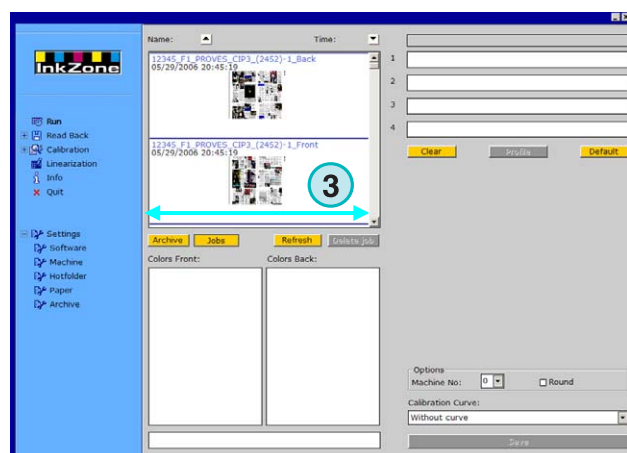 InkZone
Run
Read Back
Calibration
Linearization
Info
Quit
Settings
Software
Machine
Hotfolder
Paper
Archive
Name: Time:
12345_F1_PROVES_CIP3_(2452)-1_Back
05/29/2006 20:45:19
12345_F1_PROVES_CIP3_(2452)-1_Front
05/29/2006 20:45:19
3
Archive Jobs Refresh Delete job
Colors Front: Colors Back:
1
2
3
4
Clear Profile Default
Options
Machine No: 0 Round
Calibration Curve:
Without curve
Save